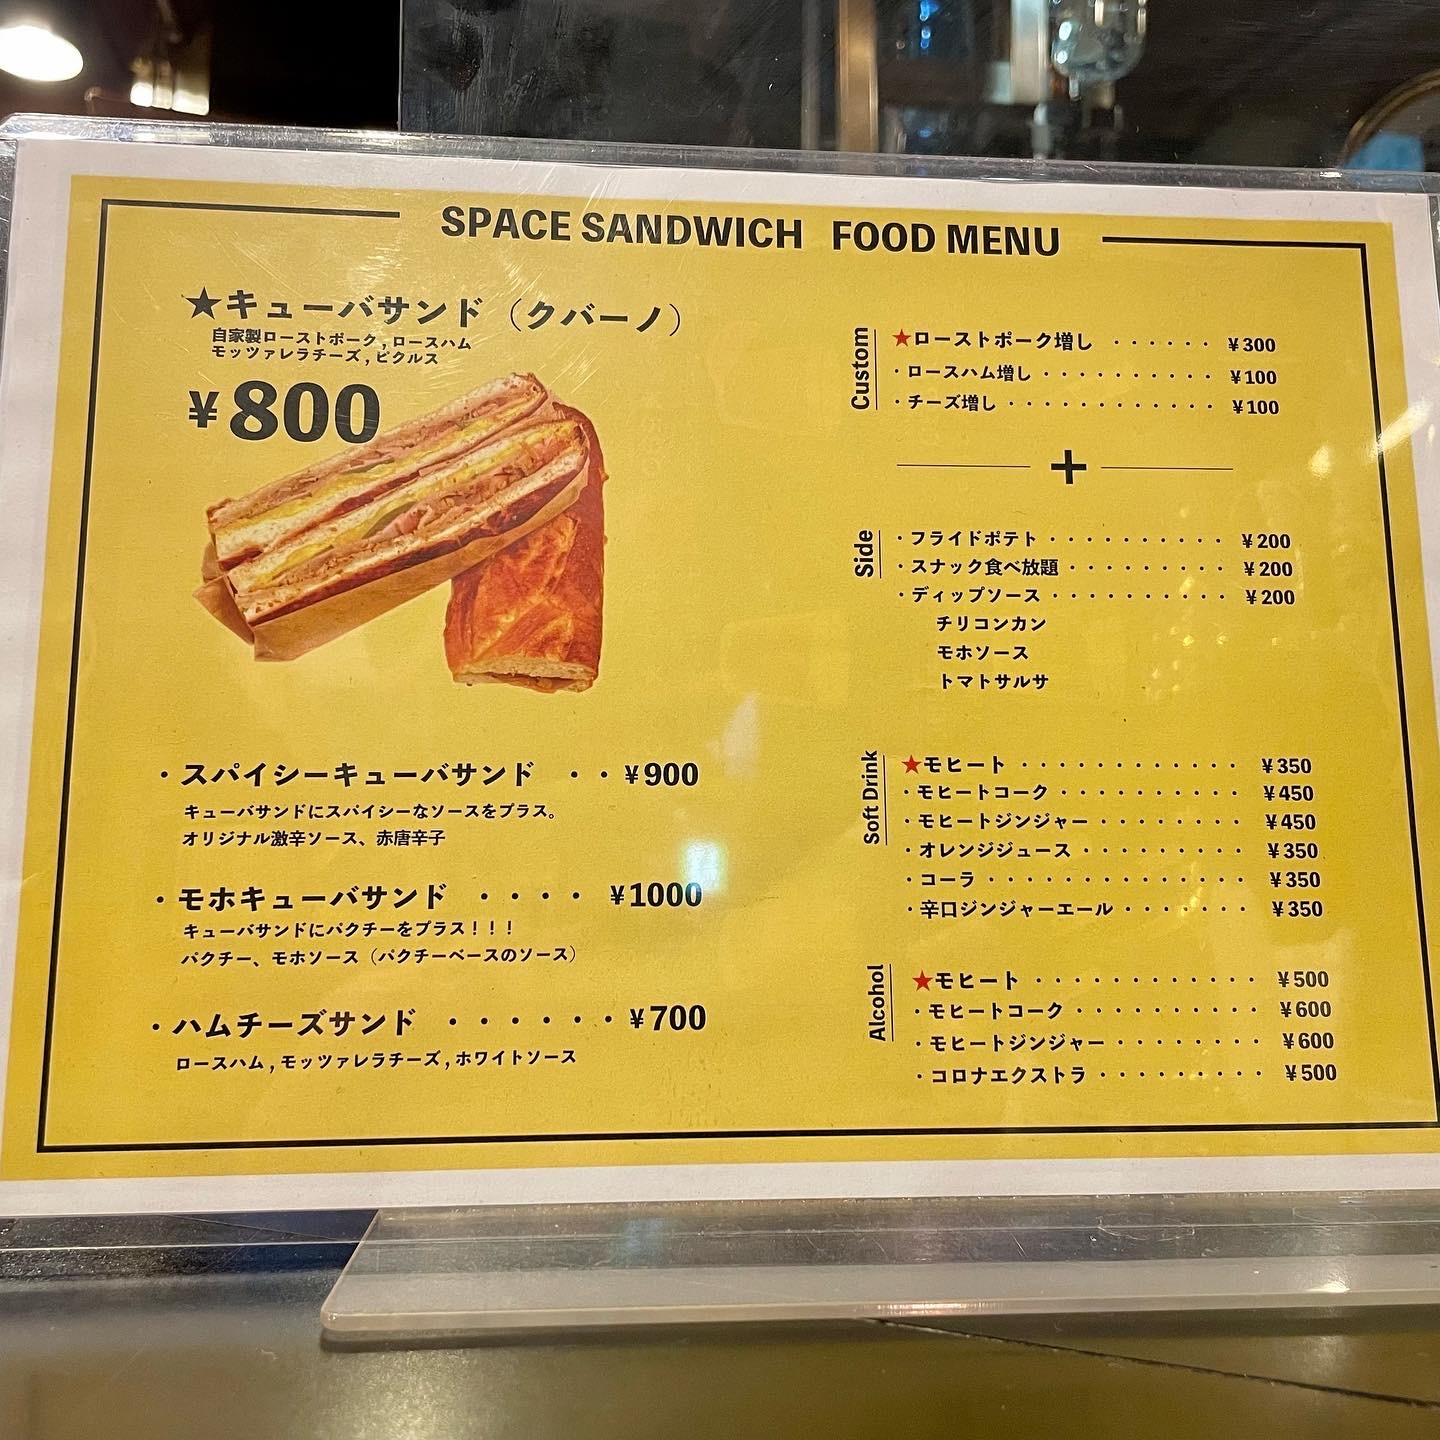 SPACE SANDWICH FOOD MENU
★キューバサンド（クバーノ）
自家製ローストポーク,ロースハム
モッツァレラチーズ,ピクルス
¥800
・スパイシーキューバサンド ・・¥900
キューバサンドにスパイシーなソースをプラス。
オリジナル激辛ソース、赤唐辛子
・モホキューバサンド ・・・・ ¥1000
キューバサンドにパクチーをプラス！！！
パクチー、モホソース（パクチーベースのソース）
・ハムチーズサンド ・・・・・・¥700
ロースハム,モッツァレラチーズ,ホワイトソース
Custom
★ローストポーク増し ・・・・・・ ¥300
・ロースハム増し・・・・・・・・・・ ¥100
・チーズ増し・・・・・・・・・・・・ ¥100
+
Side
・フライドポテト・・・・・・・・・・ ¥200
・スナック食べ放題・・・・・・・・・ ¥200
・ディップソース・・・・・・・・・・ ¥200
チリコンカン
モホソース
トマトサルサ
Soft Drink
★モヒート・・・・・・・・・・・・ ¥350
・モヒートコーク・・・・・・・・・・ ¥450
・モヒートジンジャー・・・・・・・・ ¥450
・オレンジジュース・・・・・・・・・ ¥350
・コーラ・・・・・・・・・・・・・・ ¥350
・辛口ジンジャーエール・・・・・・・ ¥350
Alcohol
★モヒート・・・・・・・・・・・・ ¥500
・モヒートコーク・・・・・・・・・・ ¥600
・モヒートジンジャー・・・・・・・・ ¥600
・コロナエクストラ・・・・・・・・・ ¥500